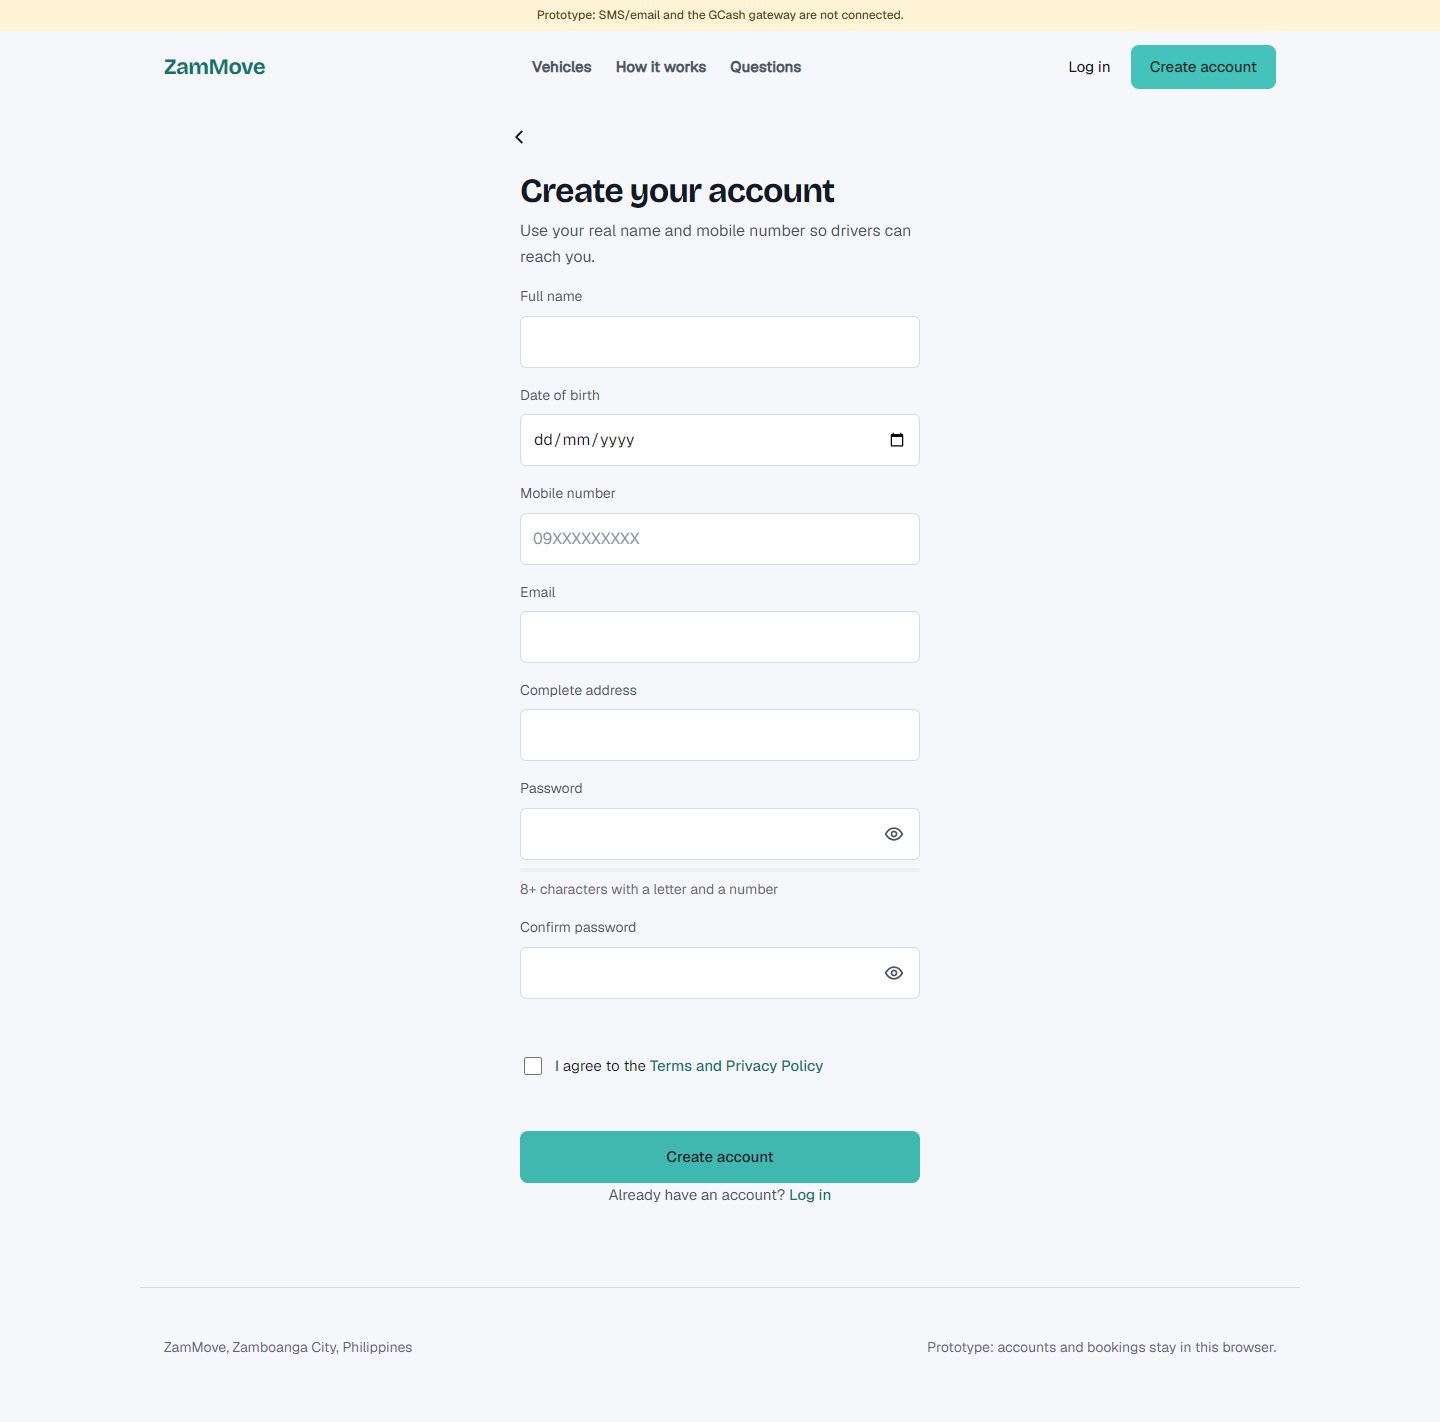 Prototype: SMS/email and the GCash gateway are not connected.
ZamMove
Vehicles
How it works
Questions
Log in
Create account
Create your account
Use your real name and mobile number so drivers can
reach you.
Full name
Date of birth
dd/mm/yyyy
Mobile number
09XXXXXXXXX
Email
Complete address
Password
8+ characters with a letter and a number
Confirm password
I agree to the Terms and Privacy Policy
Create account
Already have an account? Log in
ZamMove, Zamboanga City, Philippines
Prototype: accounts and bookings stay in this browser.